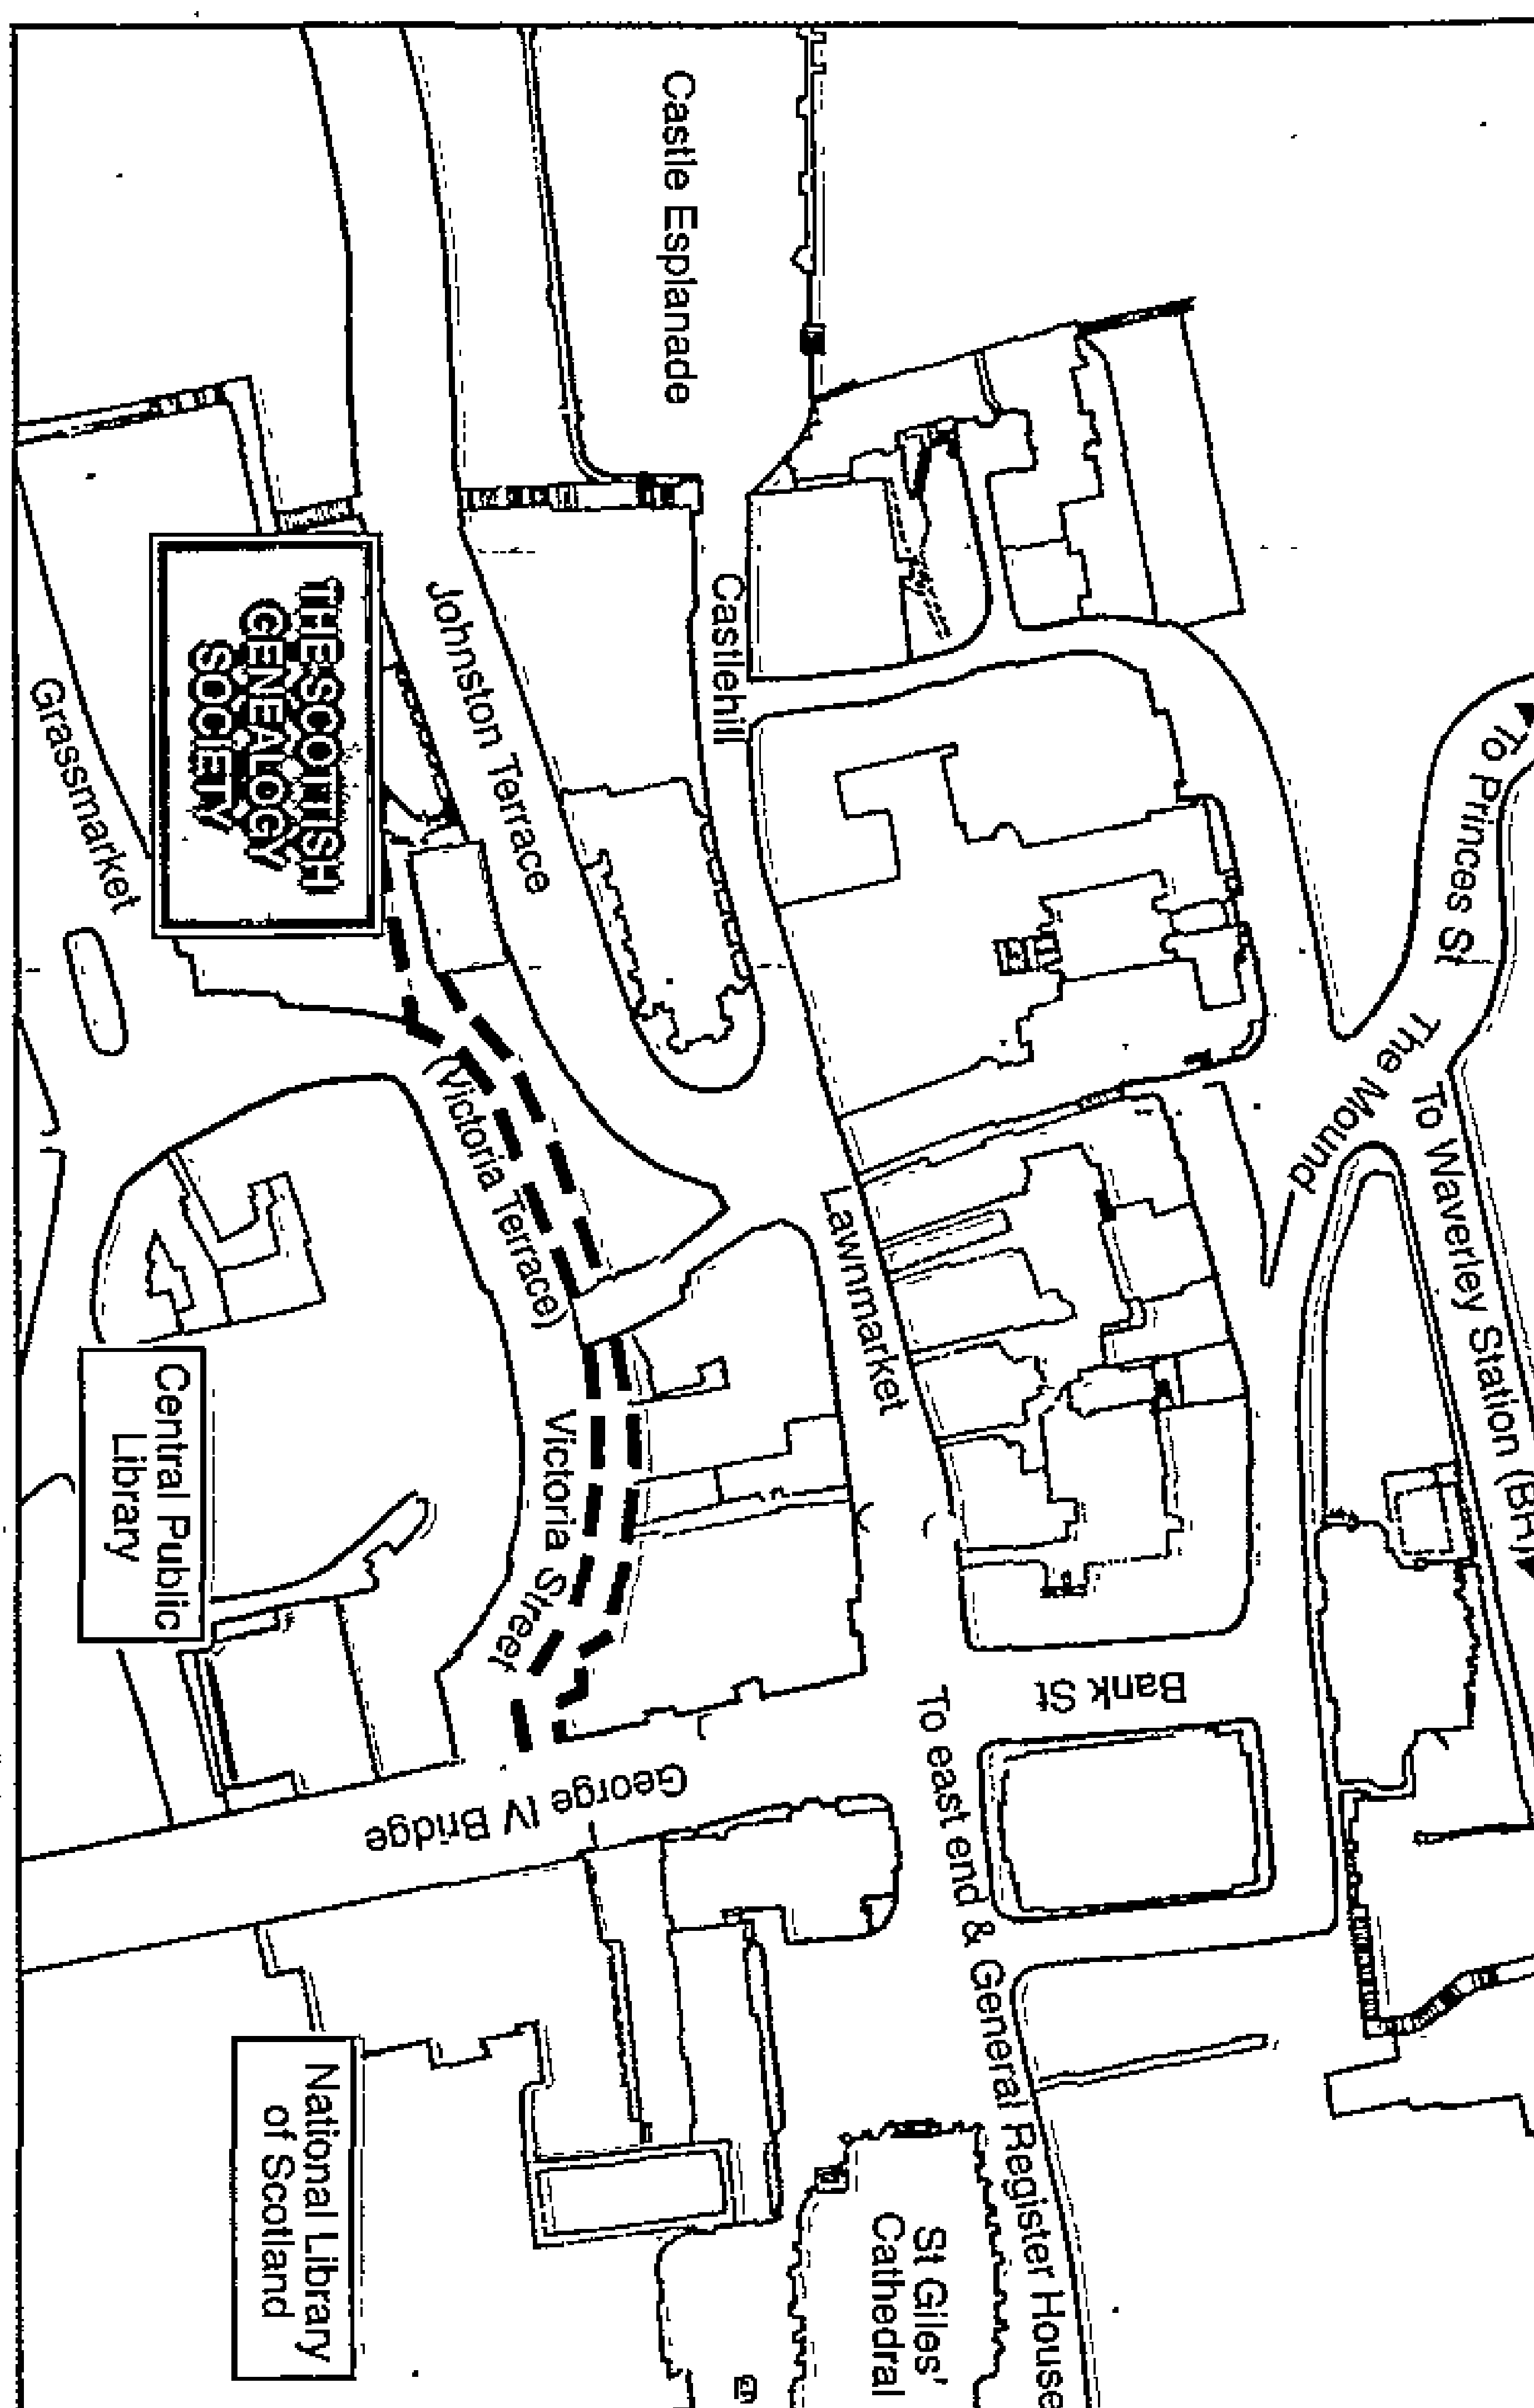 To Princes St
The Mound
To Waverley Station (BR)
Castle Esplanade
Castlehill
Johnston Terrace
THE SCOTTISH
GENEALOGY
SOCIETY
Grassmarket
(Victoria Terrace)
Victoria Street
Lawnmarket
Bank St
To east end & General Register House
George IV Bridge
Central Public
Library
National Library
of Scotland
St Giles'
Cathedral